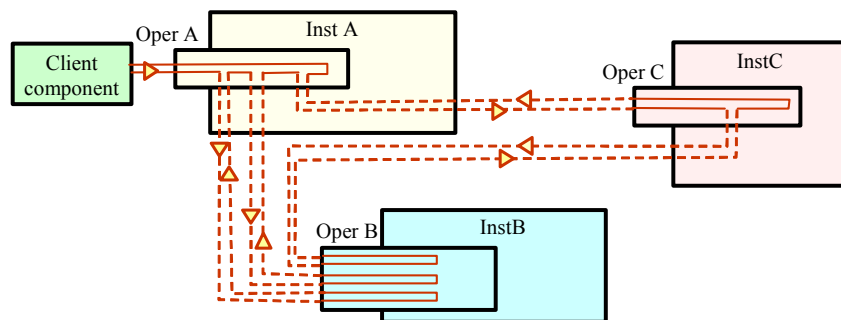 Oper A
Inst A
Client
component
Oper C
InstC
Oper B
InstB